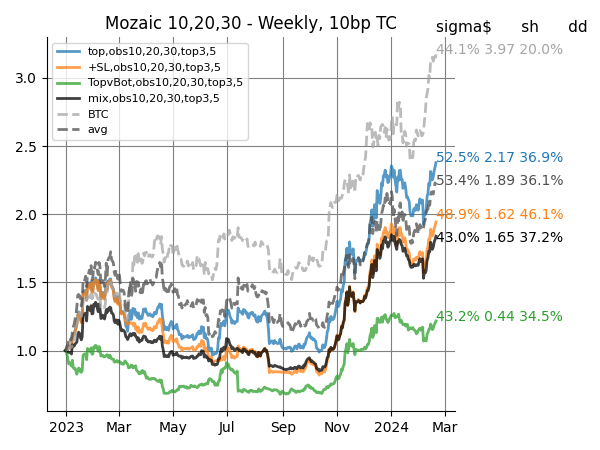 Mozaic 10,20,30 - Weekly, 10bp TC
sigma$ sh dd
44.1% 3.97 20.0%
top,obs10,20,30,top3,5
+SL,obs10,20,30,top3,5
TopvBot,obs10,20,30,top3,5
mix,obs10,20,30,top3,5
BTC
avg
52.5% 2.17 36.9%
53.4% 1.89 36.1%
48.9% 1.62 46.1%
43.0% 1.65 37.2%
43.2% 0.44 34.5%
3.0
2.5
2.0
1.5
1.0
2023 Mar May Jul Sep Nov 2024 Mar